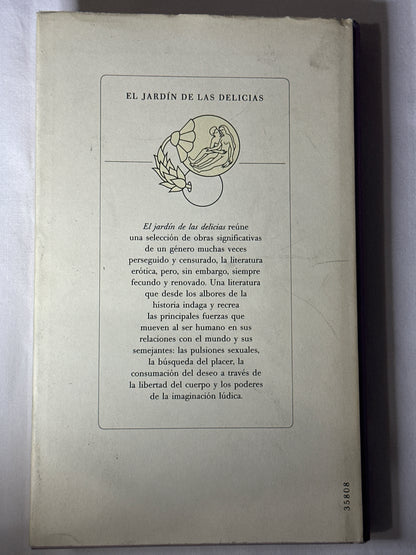 EL JARDÍN DE LAS DELICIAS
El jardín de las delicias reúne
una selección de obras significativas
de un género muchas veces
perseguido y censurado, la literatura
erótica, pero, sin embargo, siempre
fecundo y renovado. Una literatura
que desde los albores de la
historia indaga y recrea
las principales fuerzas que
mueven al ser humano en sus
relaciones con el mundo y sus
semejantes: las pulsiones sexuales,
la búsqueda del placer, la
consumación del deseo a través de
la libertad del cuerpo y los poderes
de la imaginación lúdica.
35808